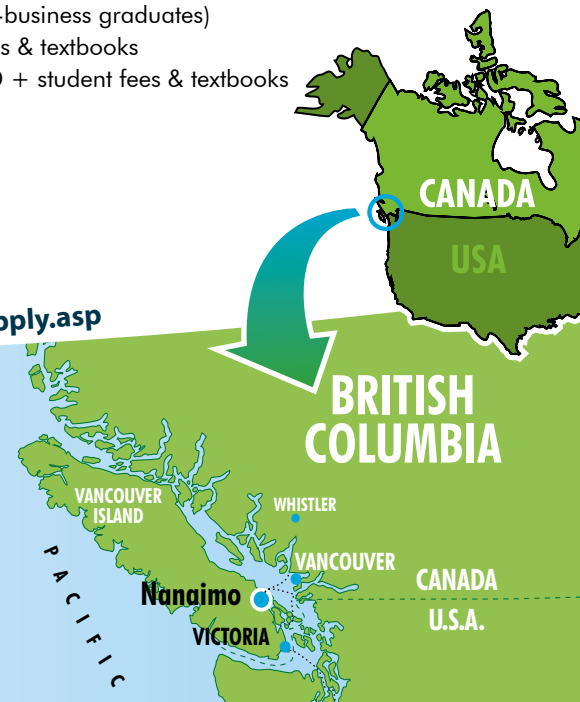 -business graduates)
s & textbooks
+ student fees & textbooks
CANADA
USA
pply.asp
BRITISH
COLUMBIA
VANCOUVER
ISLAND
WHISTLER
VANCOUVER
Nanaimo
CANADA
U.S.A.
VICTORIA
PACIFIC